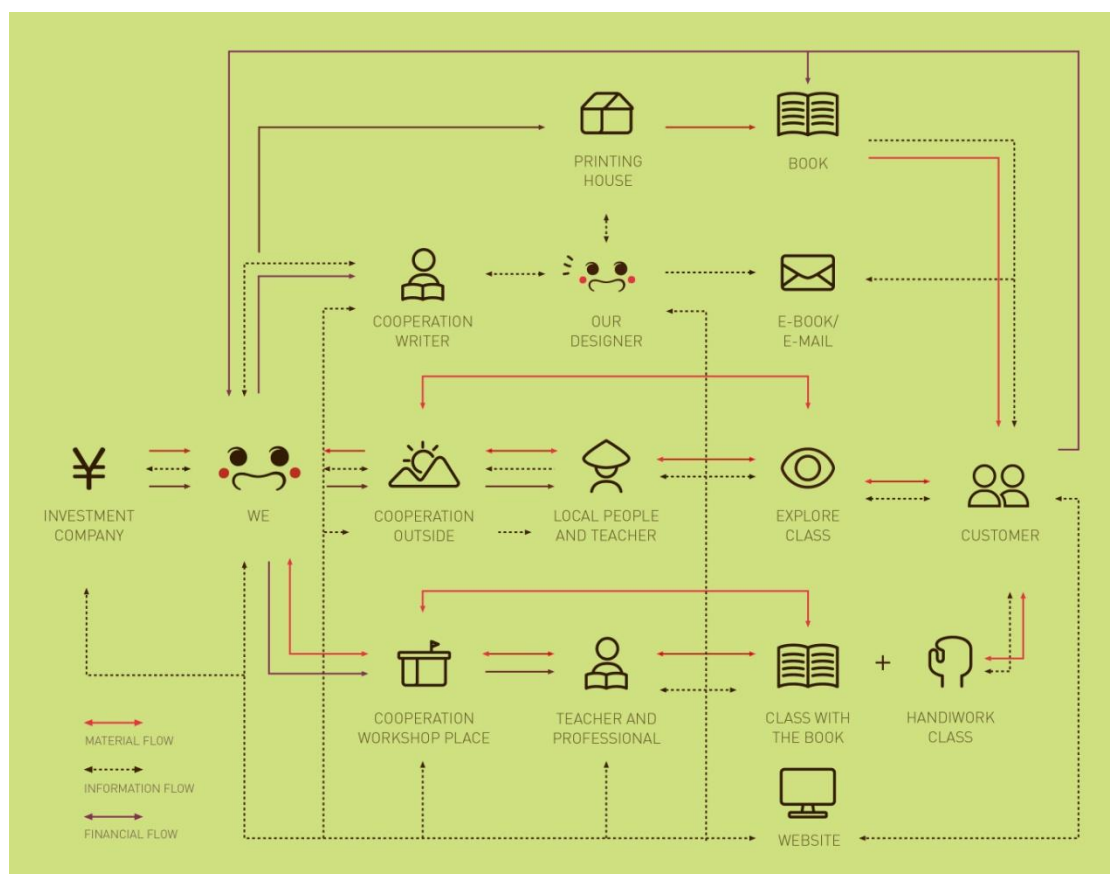 PRINTING
HOUSE
BOOK
COOPERATION
WRITER
OUR
DESIGNER
E-BOOK/
E-MAIL
¥
INVESTMENT
COMPANY
WE
COOPERATION
OUTSIDE
LOCAL PEOPLE
AND TEACHER
EXPLORE
CLASS
CUSTOMER
COOPERATION
WORKSHOP PLACE
TEACHER AND
PROFESSIONAL
CLASS WITH
THE BOOK
+
HANDIWORK
CLASS
MATERIAL FLOW
INFORMATION FLOW
FINANCIAL FLOW
WEBSITE